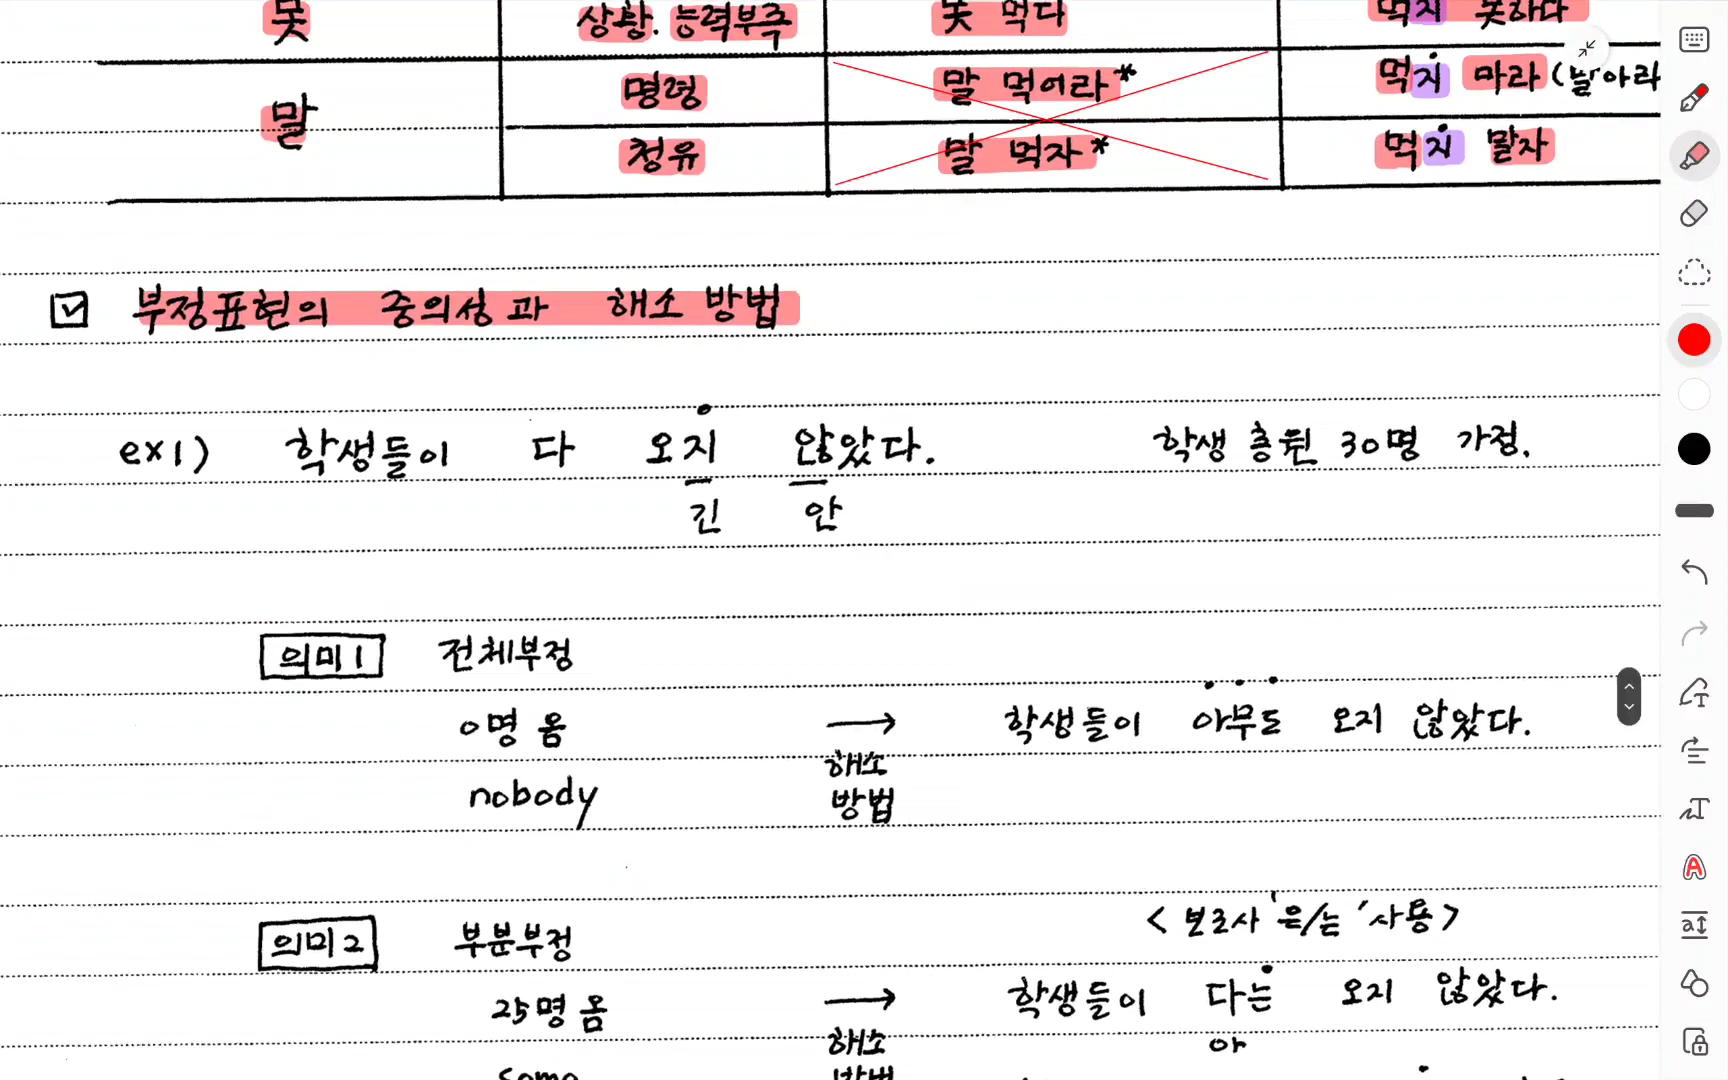 못 상황. 능력부족 못 먹다 먹지 못하다
말 명령 말 먹어라* 먹지 마라 (말아라
청유 말 먹자* 먹지 말자
부정표현의 중의성과 해소 방법
ex1) 학생들이 다 오지 않았다. 학생 총원 30명 가정.
긴 안
의미1 전체부정
0명 옴 → 학생들이 아무도 오지 않았다.
해소
nobody 방법
<보조사 '은/는' 사용>
의미2 부분부정
25명 옴 → 학생들이 다는 오지 않았다.
해소